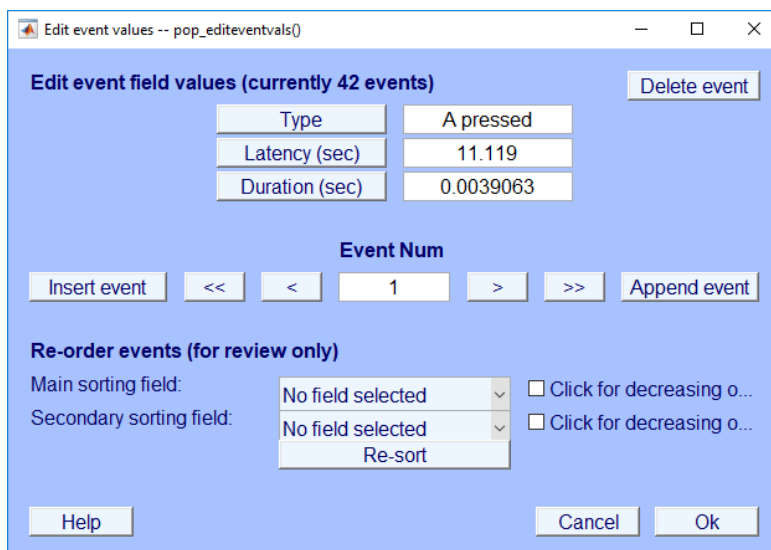 Edit event values -- pop_editeventvals()
Edit event field values (currently 42 events)
Delete event
Type
A pressed
Latency (sec)
11.119
Duration (sec)
0.0039063
Event Num
Insert event
<<
<
1
>
>>
Append event
Re-order events (for review only)
Main sorting field:
No field selected
Click for decreasing o...
Secondary sorting field:
No field selected
Click for decreasing o...
Re-sort
Help
Cancel
Ok